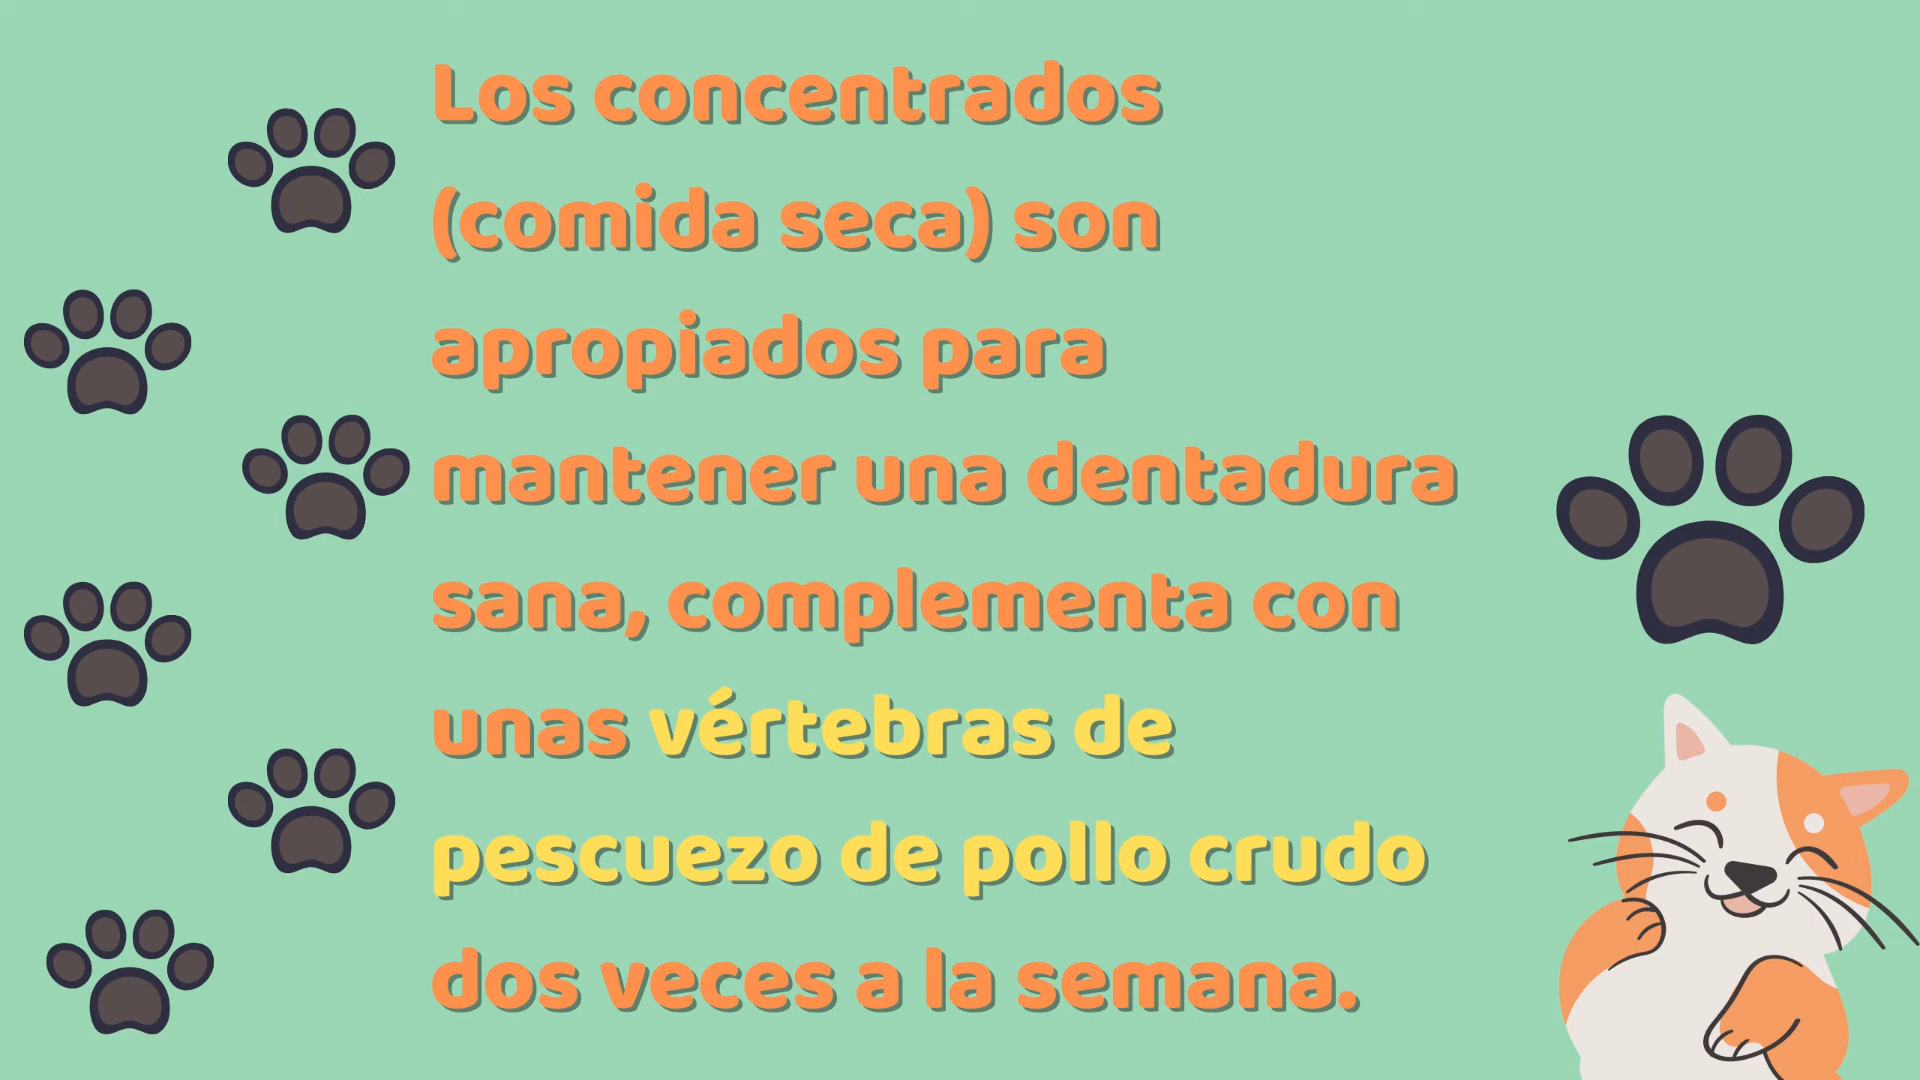 Los concentrados
(comida seca) son
apropiados para
mantener una dentadura
sana, complementa con
unas vértebras de
pescuezo de pollo crudo
dos veces a la semana.